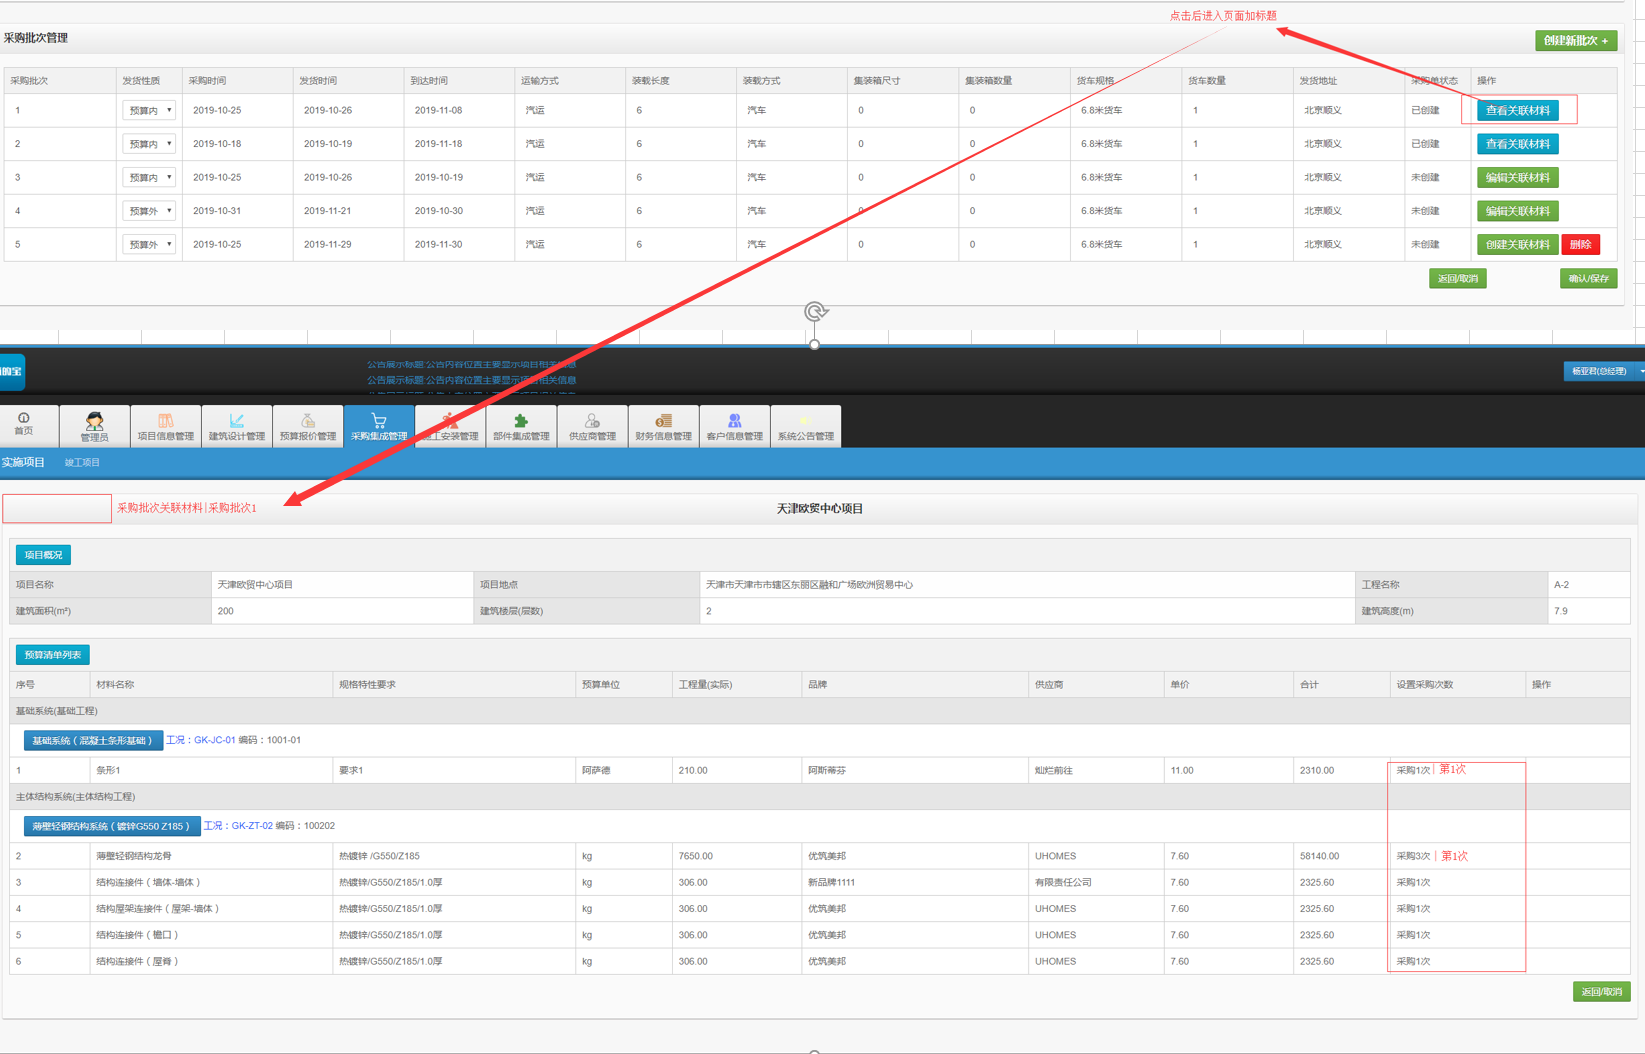 点击后进入页面加标题
采购批次管理
创建新批次 +
采购批次 发货性质 采购时间 发货时间 到达时间 运输方式 装载长度 装载方式 集装箱尺寸 集装箱数量 货车规格 货车数量 发货地址 采购单状态 操作
1 预算内 2019-10-25 2019-10-26 2019-11-08 汽运 6 汽车 0 0 6.8米货车 1 北京顺义 已创建 查看关联材料
2 预算内 2019-10-18 2019-10-19 2019-11-18 汽运 6 汽车 0 0 6.8米货车 1 北京顺义 已创建 查看关联材料
3 预算内 2019-10-25 2019-10-26 2019-10-19 汽运 6 汽车 0 0 6.8米货车 1 北京顺义 未创建 编辑关联材料
4 预算外 2019-10-31 2019-11-21 2019-10-30 汽运 6 汽车 0 0 6.8米货车 1 北京顺义 未创建 编辑关联材料
5 预算外 2019-10-25 2019-11-29 2019-11-30 汽运 6 汽车 0 0 6.8米货车 1 北京顺义 未创建 创建关联材料 删除
返回/取消 确认/保存
公告展示标题:公告内容位置主要显示项目相关信息
公告展示标题:公告内容位置主要显示项目相关信息
杨亚君(总经理)
首页 管理员 项目信息管理 建筑设计管理 预算报价管理 采购集成管理 工安装管理 部件集成管理 供应商管理 财务信息管理 客户信息管理 系统公告管理
实施项目 竣工项目
采购批次关联材料|采购批次1
天津欧贸中心项目
项目概况
项目名称 天津欧贸中心项目 项目地点 天津市天津市市辖区东丽区融和广场欧洲贸易中心 工程名称 A-2
建筑面积(m²) 200 建筑楼层(层数) 2 建筑高度(m) 7.9
预算清单列表
序号 材料名称 规格特性要求 预算单位 工程量(实际) 品牌 供应商 单价 合计 设置采购次数 操作
基础系统(基础工程)
基础系统（混凝土条形基础） 工况：GK-JC-01 编码：1001-01
1 条形1 要求1 阿萨德 210.00 阿斯蒂芬 灿烂前往 11.00 2310.00 采购1次 | 第1次
主体结构系统(主体结构工程)
薄壁轻钢结构系统（镀锌G550 Z185） 工况：GK-ZT-02 编码：100202
2 薄壁轻钢结构龙骨 热镀锌 /G550/Z185 kg 7650.00 优筑美邦 UHOMES 7.60 58140.00 采购3次 | 第1次
3 结构连接件（墙体-墙体） 热镀锌/G550/Z185/1.0厚 kg 306.00 新品牌1111 有限责任公司 7.60 2325.60 采购1次
4 结构屋架连接件（屋架-墙体） 热镀锌/G550/Z185/1.0厚 kg 306.00 优筑美邦 UHOMES 7.60 2325.60 采购1次
5 结构连接件（檐口） 热镀锌/G550/Z185/1.0厚 kg 306.00 优筑美邦 UHOMES 7.60 2325.60 采购1次
6 结构连接件（屋脊） 热镀锌/G550/Z185/1.0厚 kg 306.00 优筑美邦 UHOMES 7.60 2325.60 采购1次
返回/取消